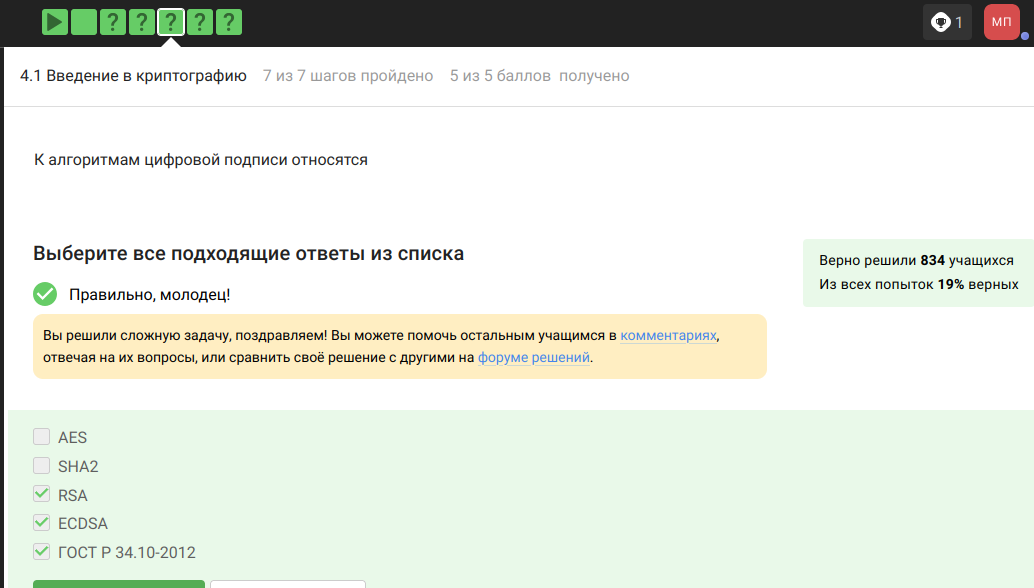 ? ? ? ? ?
1
МП
4.1 Введение в криптографию 7 из 7 шагов пройдено 5 из 5 баллов получено
К алгоритмам цифровой подписи относятся
Выберите все подходящие ответы из списка
Верно решили 834 учащихся
Из всех попыток 19% верных
Правильно, молодец!
Вы решили сложную задачу, поздравляем! Вы можете помочь остальным учащимся в комментариях,
отвечая на их вопросы, или сравнить своё решение с другими на форуме решений.
AES
SHA2
RSA
ECDSA
ГОСТ Р 34.10-2012